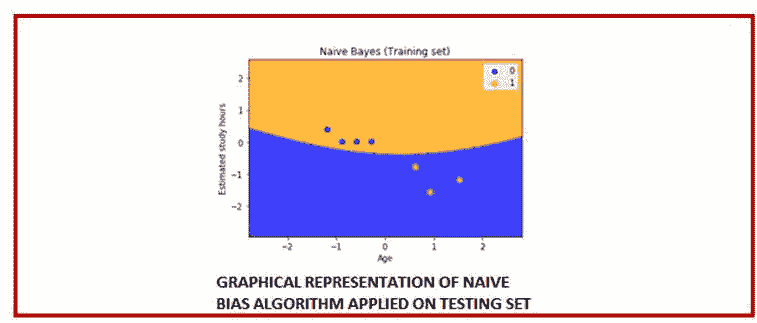 Naive Bayes (Training set)
0
1
2
1
0
−1
−2
Estimated study hours
−2
−1
0
1
2
Age
GRAPHICAL REPRESENTATION OF NAIVE
BIAS ALGORITHM APPLIED ON TESTING SET